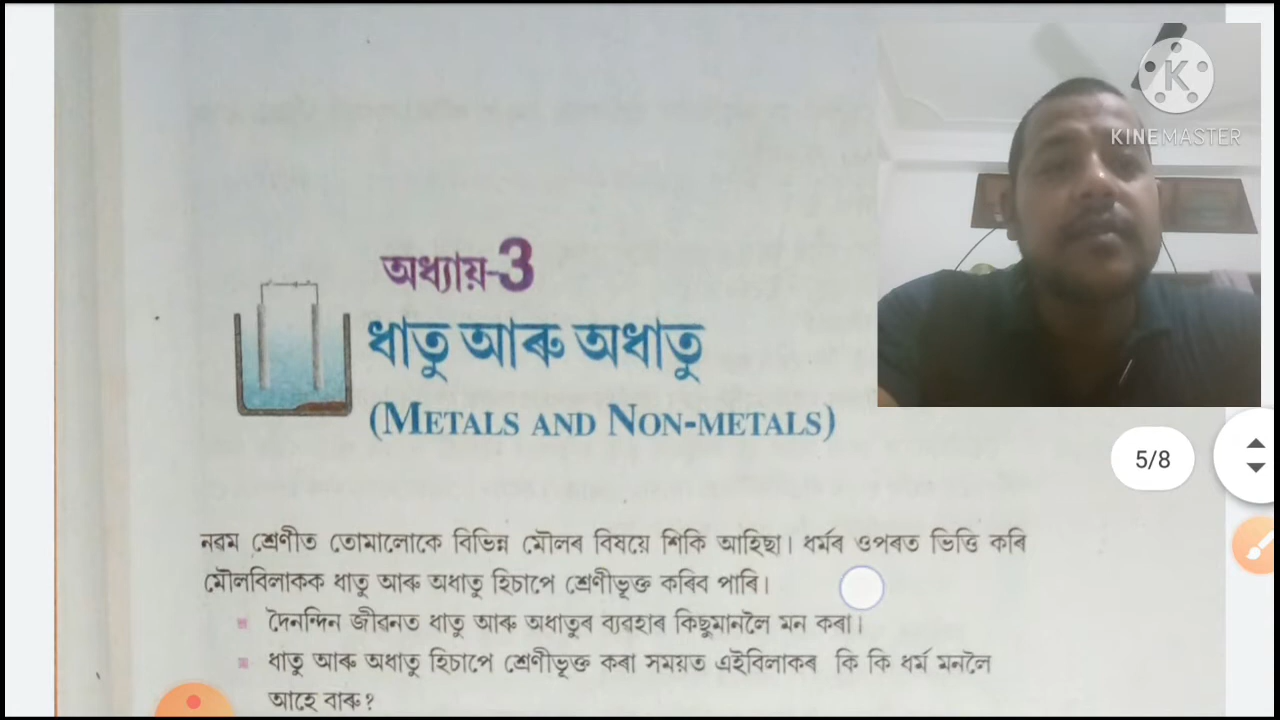 KINEMASTER
অধ্যায়-3
ধাতু আৰু অধাতু
(METALS AND NON-METALS)
5/8
নৱম শ্ৰেণীত তোমালোকে বিভিন্ন মৌলৰ বিষয়ে শিকি আহিছা। ধৰ্মৰ ওপৰত ভিত্তি কৰি
মৌলবিলাকক ধাতু আৰু অধাতু হিচাপে শ্ৰেণীভূক্ত কৰিব পাৰি।
দৈনন্দিন জীৱনত ধাতু আৰু অধাতুৰ ব্যৱহাৰ কিছুমানলৈ মন কৰা।
ধাতু আৰু অধাতু হিচাপে শ্ৰেণীভূক্ত কৰা সময়ত এইবিলাকৰ কি কি ধৰ্ম মনলৈ
আহে বাৰু?